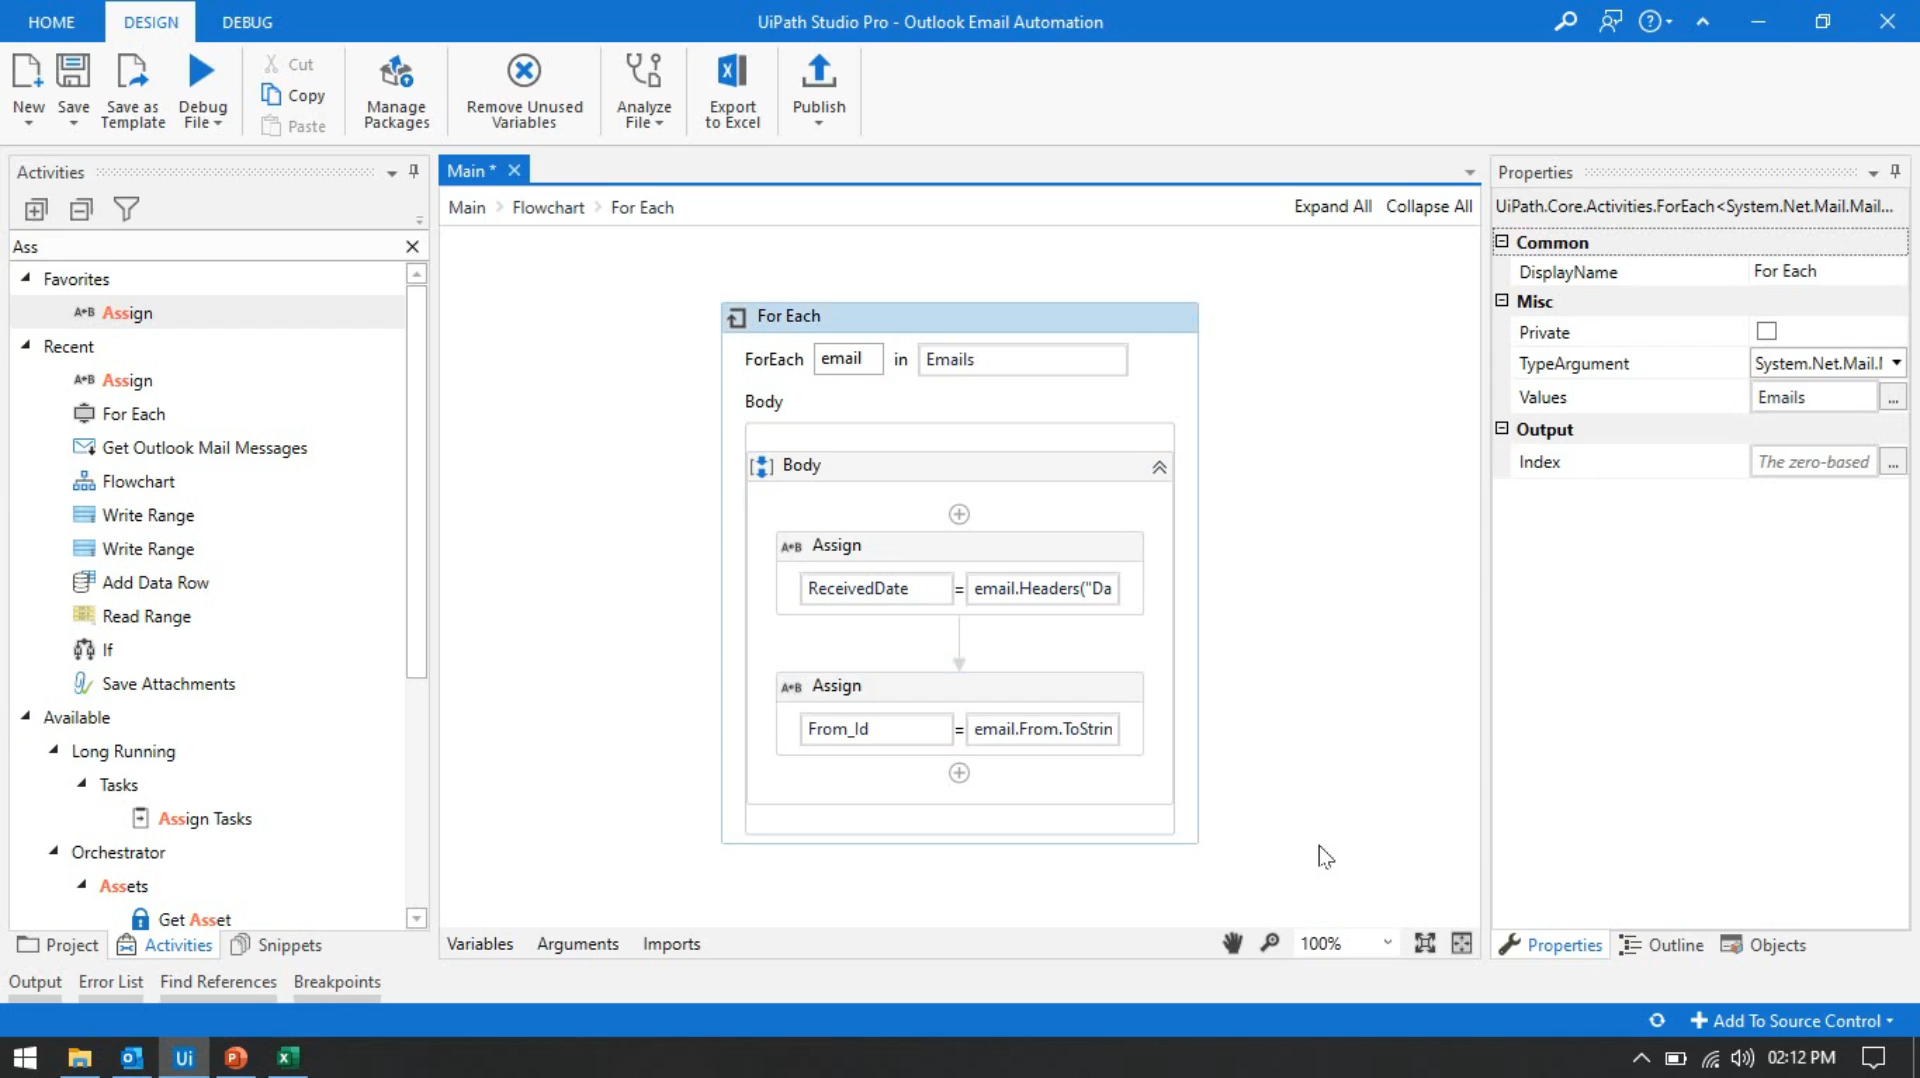 HOME DESIGN DEBUG UiPath Studio Pro - Outlook Email Automation
New Save Save as Template Debug File Cut Copy Paste Manage Packages Remove Unused Variables Analyze File Export to Excel Publish
Activities
Ass
Favorites
Assign
Recent
Assign
For Each
Get Outlook Mail Messages
Flowchart
Write Range
Write Range
Add Data Row
Read Range
If
Save Attachments
Available
Long Running
Tasks
Assign Tasks
Orchestrator
Assets
Get Asset
Project Activities Snippets
Main *
Main Flowchart For Each Expand All Collapse All
For Each
ForEach email in Emails
Body
Body
A+B Assign
ReceivedDate = email.Headers("Da
A+B Assign
From_Id = email.From.ToStrin
Variables Arguments Imports 100%
Properties
UiPath.Core.Activities.ForEach<System.Net.Mail.Mail...
Common
DisplayName For Each
Misc
Private
TypeArgument System.Net.Mail.M
Values Emails ...
Output
Index The zero-based ...
Properties Outline Objects
Output Error List Find References Breakpoints
Add To Source Control
Ui 02:12 PM